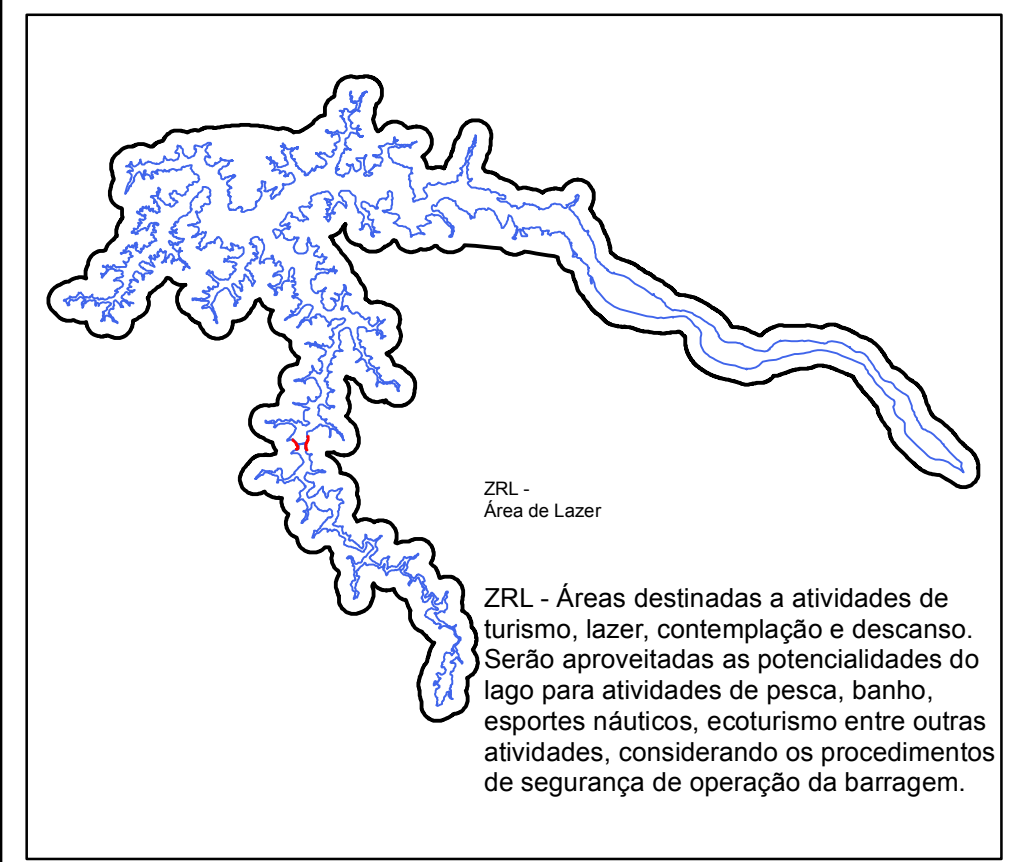 ZRL -
Área de Lazer
ZRL - Áreas destinadas a atividades de
turismo, lazer, contemplação e descanso.
Serão aproveitadas as potencialidades do
lago para atividades de pesca, banho,
esportes náuticos, ecoturismo entre outras
atividades, considerando os procedimentos
de segurança de operação da barragem.